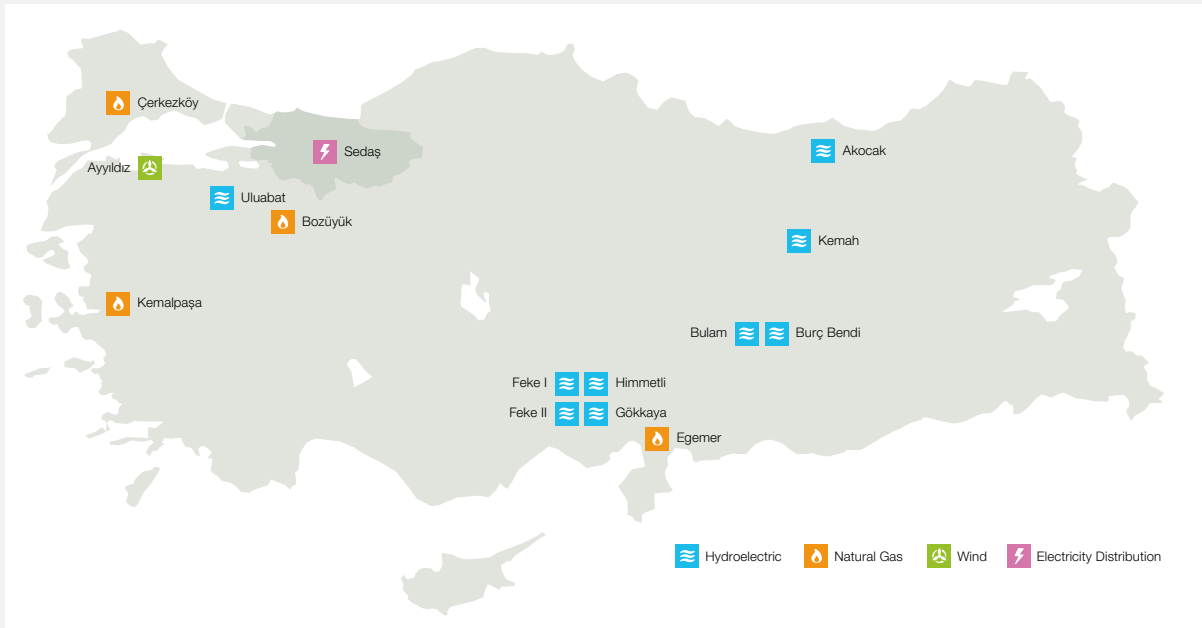 Çerkezköy
Sedaş
Akocak
Ayyıldız
Uluabat
Bozüyük
Kemah
Kemalpaşa
Bulam
Burç Bendi
Feke I
Himmetli
Feke II
Gökkaya
Egemer
Hydroelectric
Natural Gas
Wind
Electricity Distribution